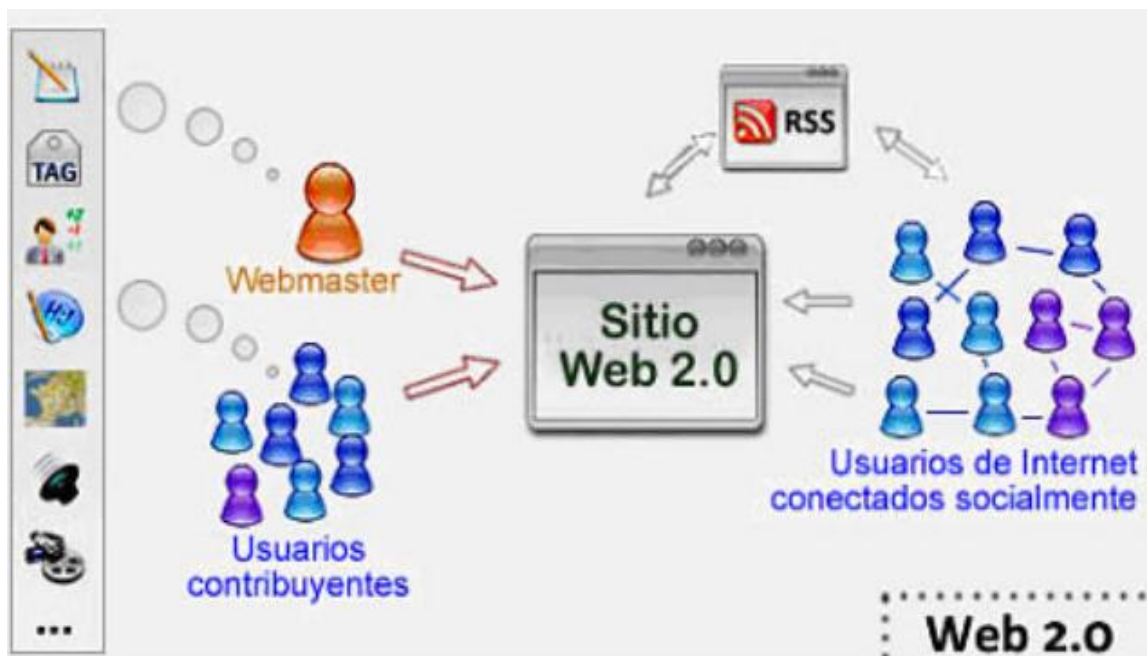 TAG
Webmaster
Usuarios
contribuyentes
RSS
Sitio
Web 2.0
Usuarios de Internet
conectados socialmente
Web 2.0
...